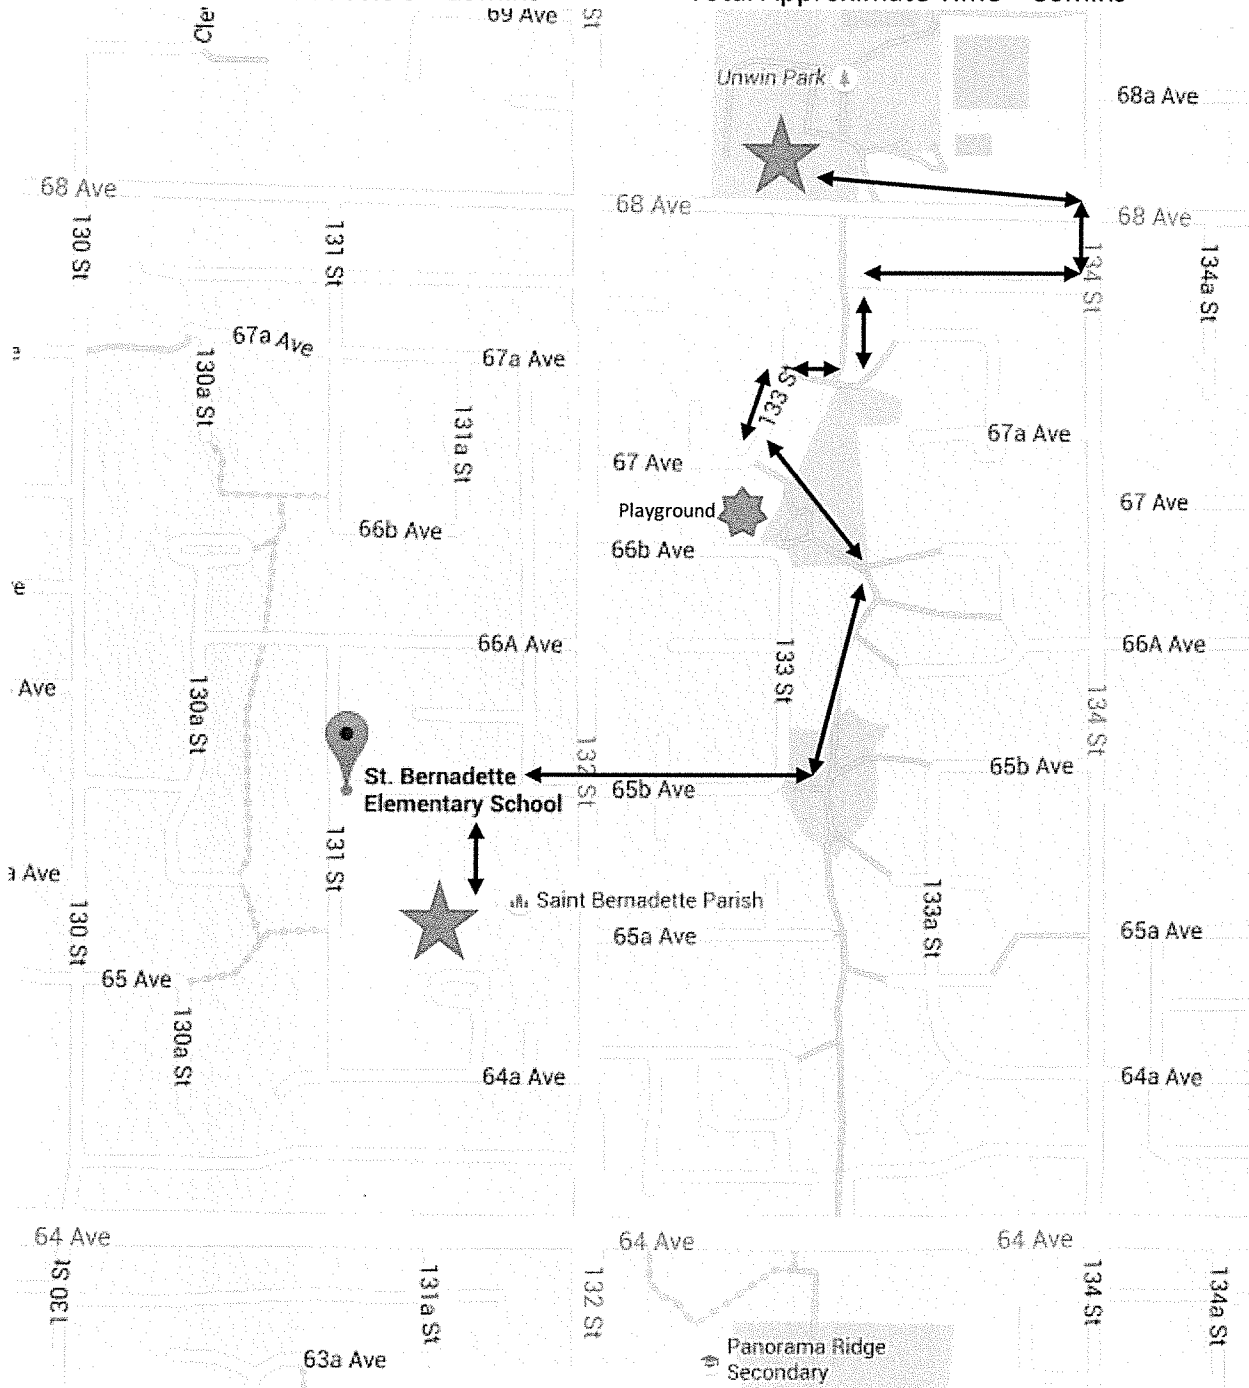 69 Ave
St
Unwin Park
68a Ave
68 Ave
68 Ave
68 Ave
130 St
131 St
134 St
134a St
67a Ave
67a Ave
130a St
131a St
133 St
67a Ave
67 Ave
67 Ave
Playground
66b Ave
66b Ave
66A Ave
133 St
66A Ave
Ave
130a St
134 St
St. Bernadette
Elementary School
132 St
65b Ave
65b Ave
131 St
a Ave
130 St
Saint Bernadette Parish
133a St
65a Ave
65a Ave
65 Ave
130a St
64a Ave
64a Ave
64 Ave
64 Ave
64 Ave
130 St
131a St
132 St
134 St
134a St
63a Ave
Panorama Ridge
Secondary